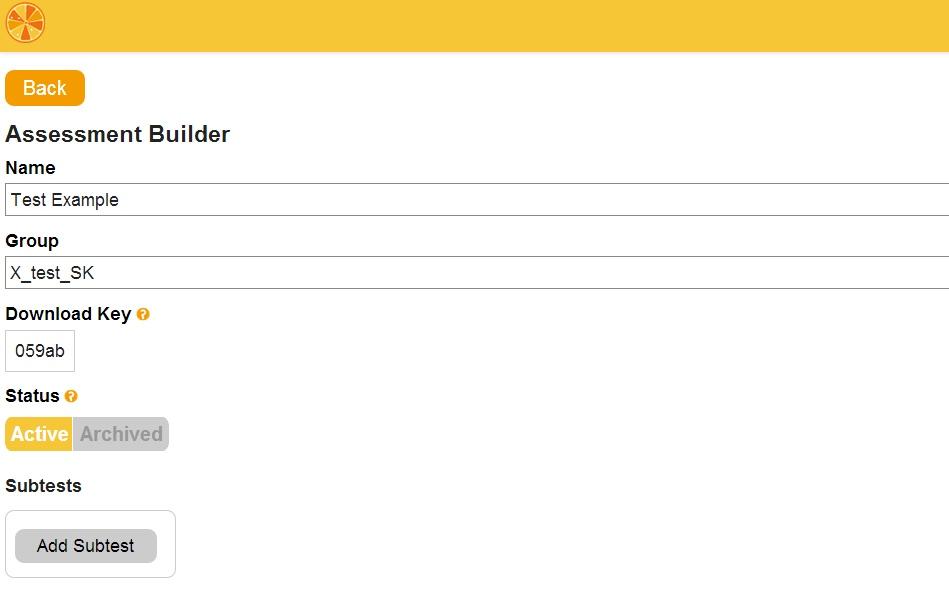 Back
Assessment Builder
Name
Test Example
Group
X_test_SK
Download Key ?
059ab
Status ?
Active Archived
Subtests
Add Subtest